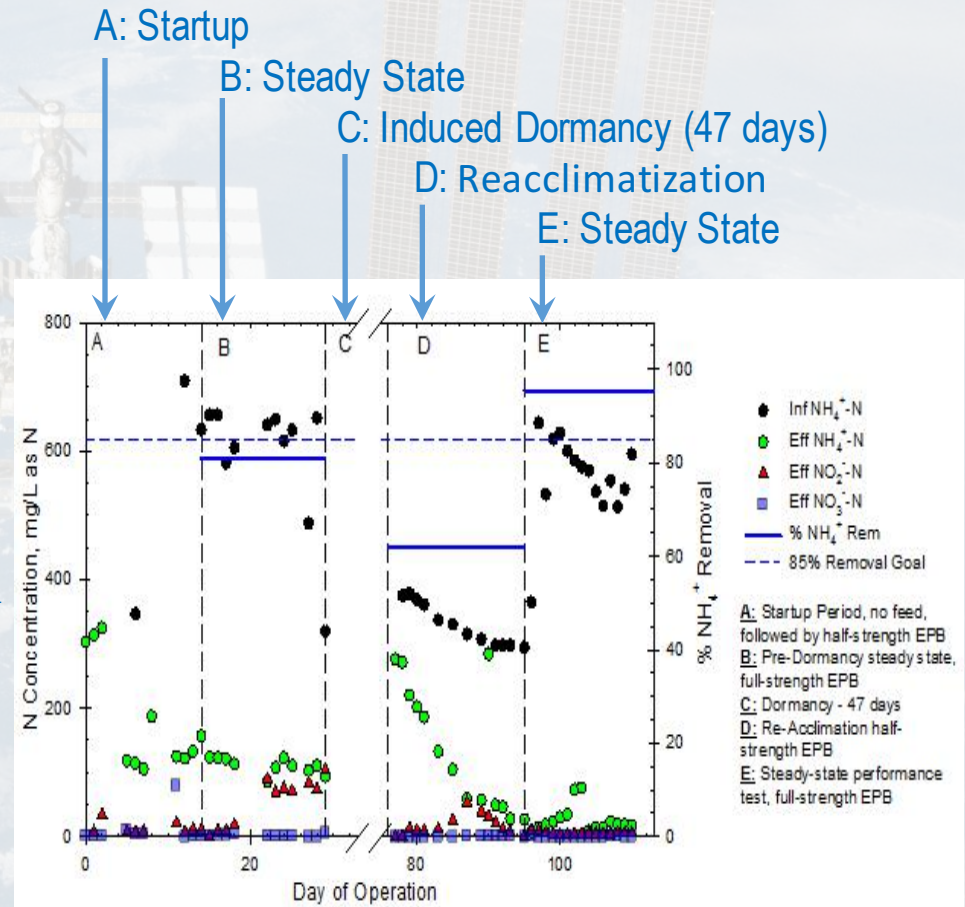 A: Startup
B: Steady State
C: Induced Dormancy (47 days)
D: Reacclimatization
E: Steady State
800
600
400
200
0
N Concentration, mg/L as N
A
B
C
D
E
100
80
60
40
20
0
% NH₄⁺ Removal
0
20
80
100
Day of Operation
Inf NH₄⁺-N
Eff NH₄⁺-N
Eff NO₂⁻-N
Eff NO₃⁻-N
% NH₄⁺ Rem
85% Removal Goal
A: Startup Period, no feed,
followed by half-strength EPB
B: Pre-Dormancy steady state,
full-strength EPB
C: Dormancy - 47 days
D: Re-Acclimation half-
strength EPB
E: Steady-state performance
test, full-strength EPB